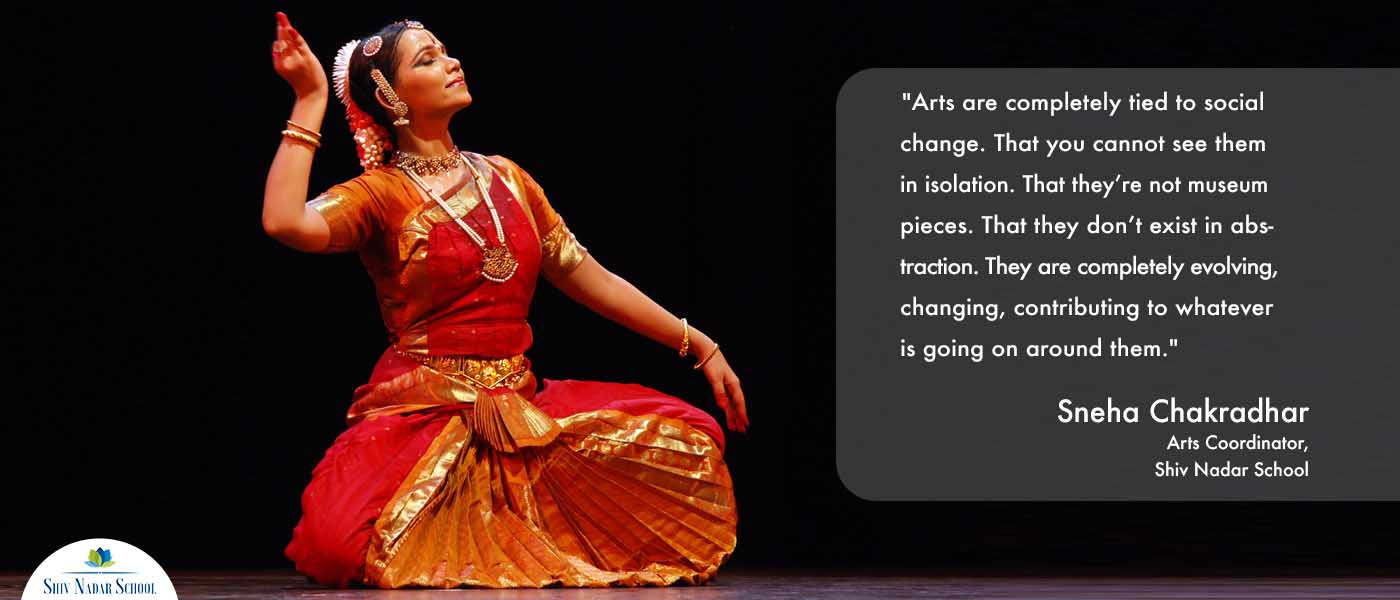 "Arts are completely tied to social
change. That you cannot see them
in isolation. That they’re not museum
pieces. That they don’t exist in abs-
traction. They are completely evolving,
changing, contributing to whatever
is going on around them."
Sneha Chakradhar
Arts Coordinator,
Shiv Nadar School
SHIV NADAR SCHOOL